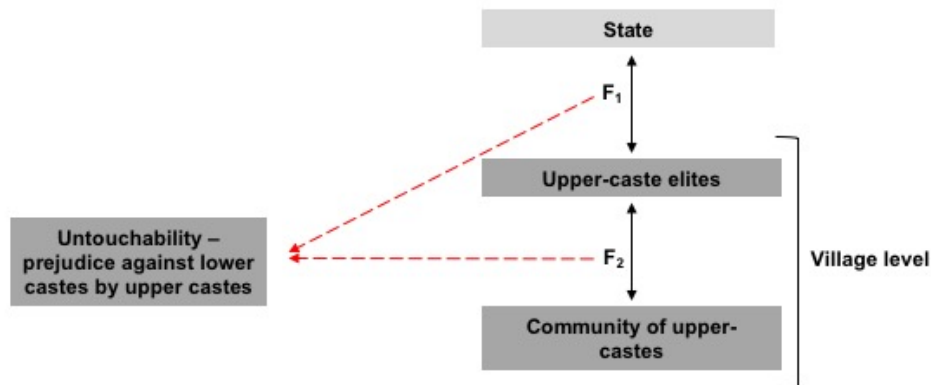 State
F₁
Upper-caste elites
Untouchability –
prejudice against lower
castes by upper castes
F₂
Village level
Community of upper-
castes